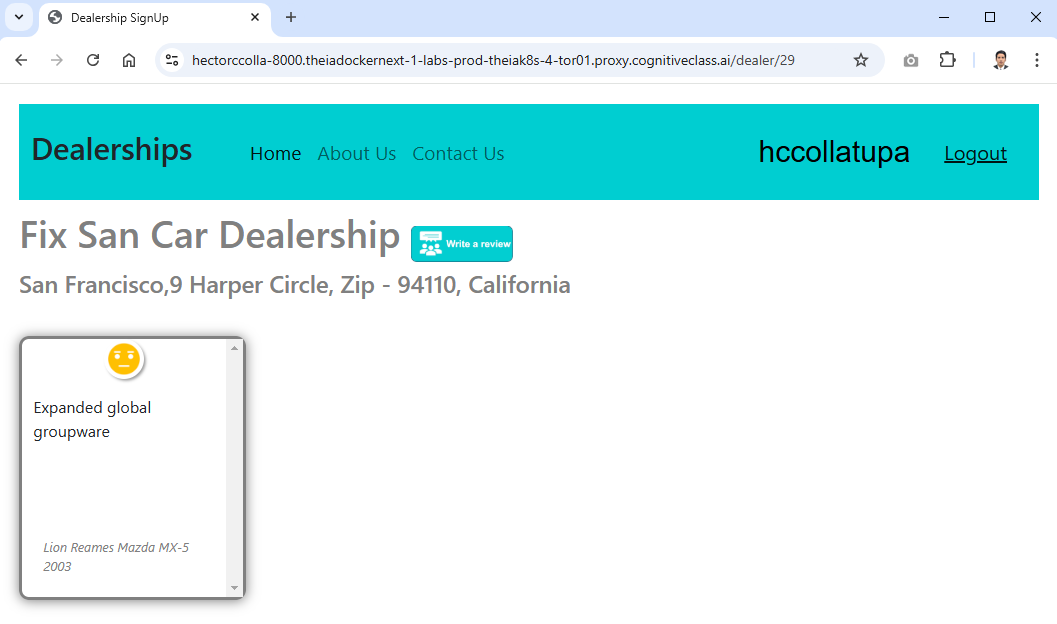 Dealership SignUp
hectorccolla-8000.theiadockernext-1-labs-prod-theiak8s-4-tor01.proxy.cognitiveclass.ai/dealer/29
Dealerships Home About Us Contact Us hccollatupa Logout
Fix San Car Dealership Write a review
San Francisco,9 Harper Circle, Zip - 94110, California
Expanded global
groupware
Lion Reames Mazda MX-5
2003